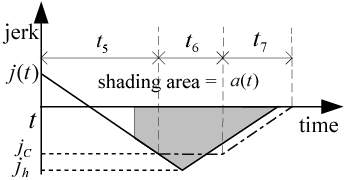 jerk
t5 t6 t7
j(t)
shading area = a(t)
t
time
jC
jh